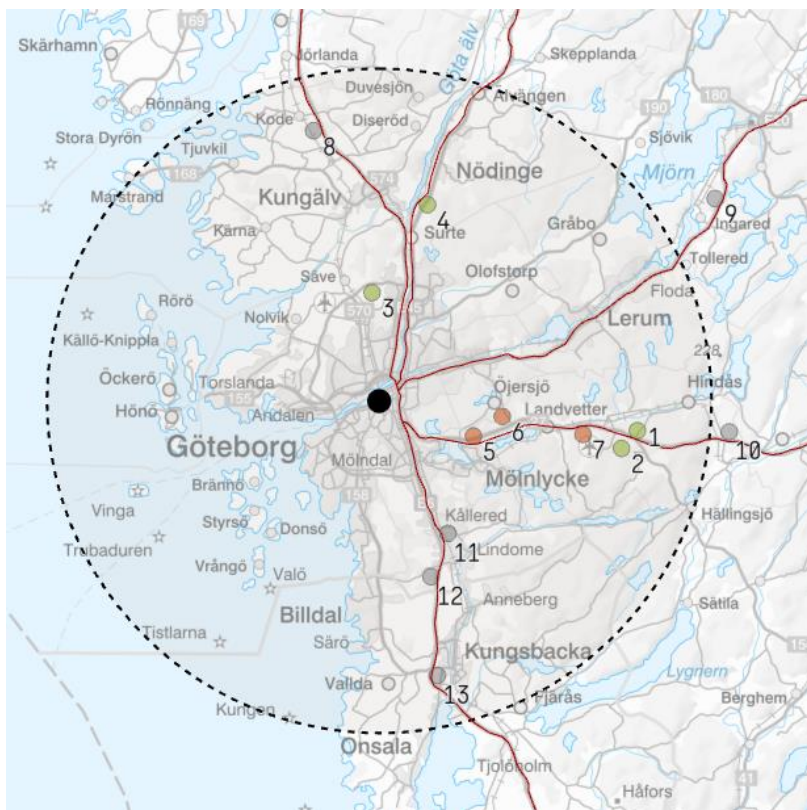 169
Skärhamn
Jörlanda
Göta älv
Skepplanda
Rönnäng
Duvesjön
Älvängen
190
180
Stora Dyrön
Kode
Diseröd
Sjövik
Tjuvkil
8
574
Mjörn
168
Marstrand
Kungälv
Nödinge
4
9
Ingared
Kärna
Surte
Gråbo
Tollered
Säve
Olofstorp
Floda
Rörö
3
Nolvik
570
Lerum
Källö-Knippla
228
Öckerö
Torslanda
Öjersjö
Hindås
Hönö
155
Andalen
Landvetter
6
1
Göteborg
5
7
10
Mölndal
2
Mölnlycke
Brännö
158
Vinga
Styrsö
Donsö
Kållered
Hällingsjö
Trubaduren
11
Lindome
Vrångö
Valö
12
Anneberg
Sätila
Billdal
Tistlarna
Särö
Kungsbacka
Lygnern
Vallda
13
Fjärås
Berghem
Kungen
Onsala
Tjolöholm
41
Håfors